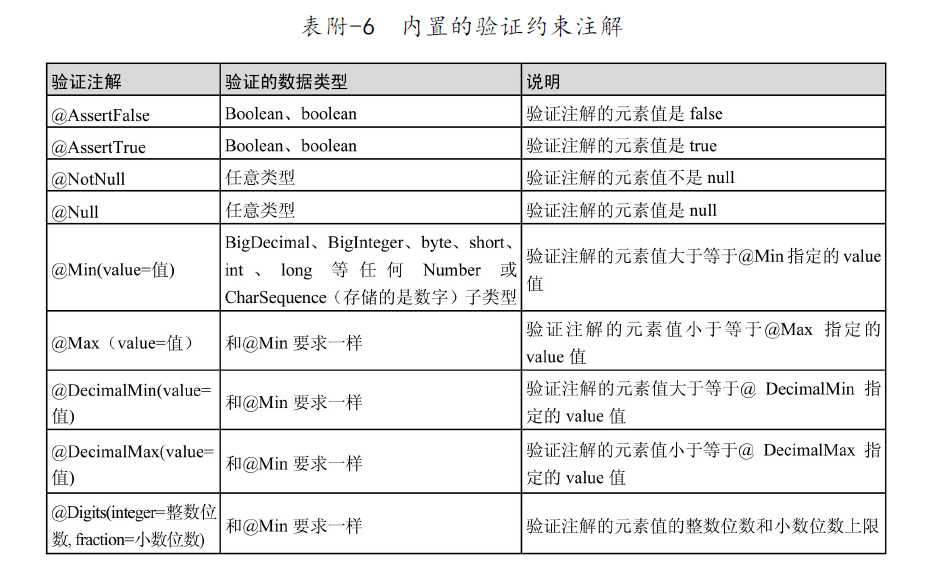 表附-6 内置的验证约束注解
验证注解 验证的数据类型 说明
@AssertFalse Boolean、boolean 验证注解的元素值是 false
@AssertTrue Boolean、boolean 验证注解的元素值是 true
@NotNull 任意类型 验证注解的元素值不是 null
@Null 任意类型 验证注解的元素值是 null
@Min(value=值)
BigDecimal、BigInteger、byte、short、
int 、long 等任何 Number 或
CharSequence（存储的是数字）子类型
验证注解的元素值大于等于@Min 指定的 value
值
@Max（value=值）
和@Min 要求一样
验证注解的元素值小于等于@Max 指定的
value 值
@DecimalMin(value=
值)
和@Min 要求一样
验证注解的元素值大于等于@ DecimalMin 指
定的 value 值
@DecimalMax(value=
值)
和@Min 要求一样
验证注解的元素值小于等于@ DecimalMax 指
定的 value 值
@Digits(integer=整数位
数, fraction=小数位数)
和@Min 要求一样
验证注解的元素值的整数位数和小数位数上限